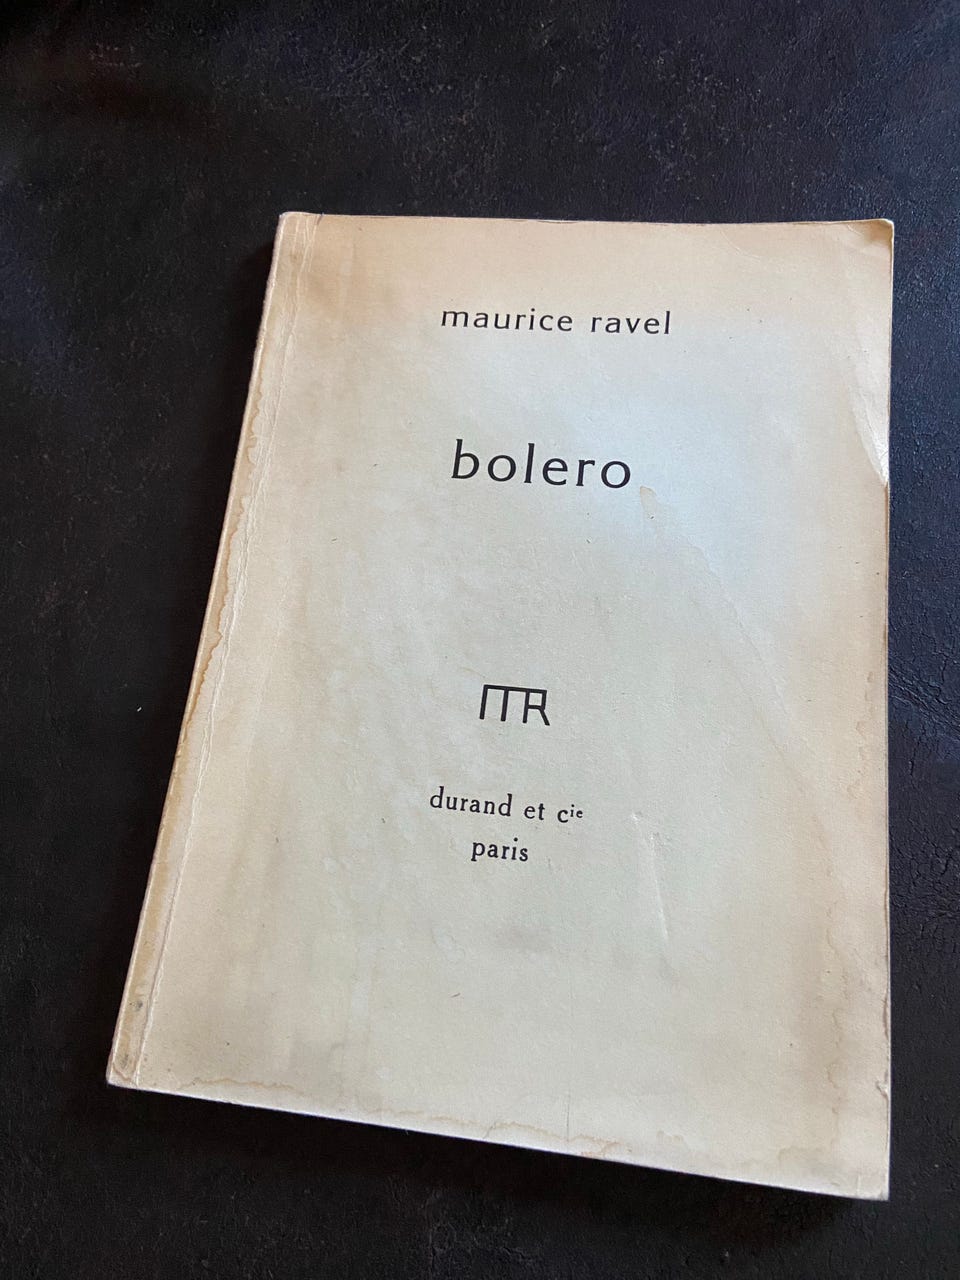 maurice ravel
bolero
MR
durand et cie
paris